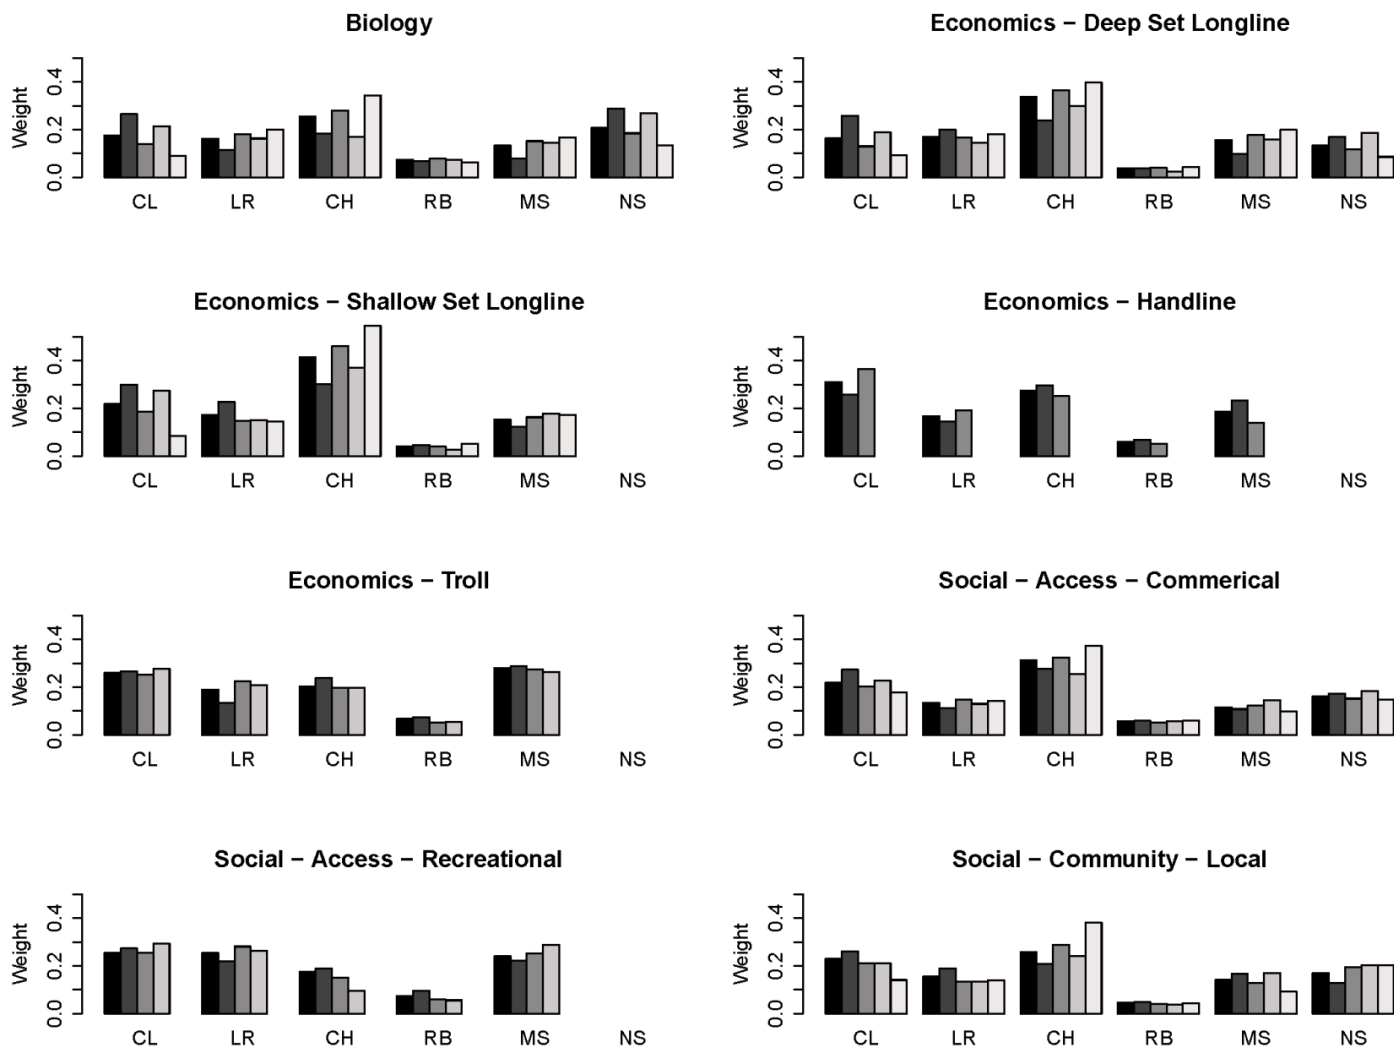 Biology
Weight
0.0 0.2 0.4
CL LR CH RB MS NS
Economics – Deep Set Longline
Weight
0.0 0.2 0.4
CL LR CH RB MS NS
Economics – Shallow Set Longline
Weight
0.0 0.2 0.4
CL LR CH RB MS NS
Economics – Handline
Weight
0.0 0.2 0.4
CL LR CH RB MS NS
Economics – Troll
Weight
0.0 0.2 0.4
CL LR CH RB MS NS
Social – Access – Commerical
Weight
0.0 0.2 0.4
CL LR CH RB MS NS
Social – Access – Recreational
Weight
0.0 0.2 0.4
CL LR CH RB MS NS
Social – Community – Local
Weight
0.0 0.2 0.4
CL LR CH RB MS NS